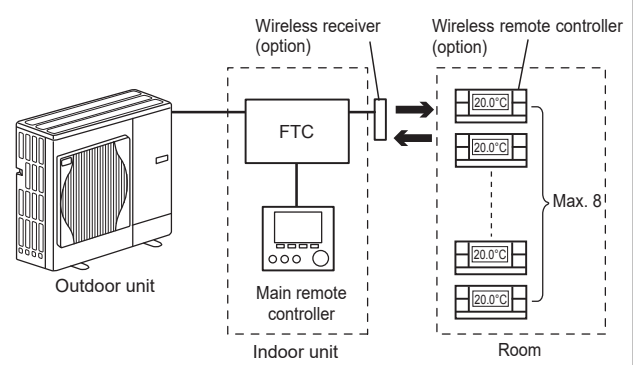 Wireless receiver
(option)
Wireless remote controller
(option)
FTC
20.0°C
20.0°C
Max. 8
20.0°C
20.0°C
Outdoor unit
Main remote
controller
Indoor unit
Room